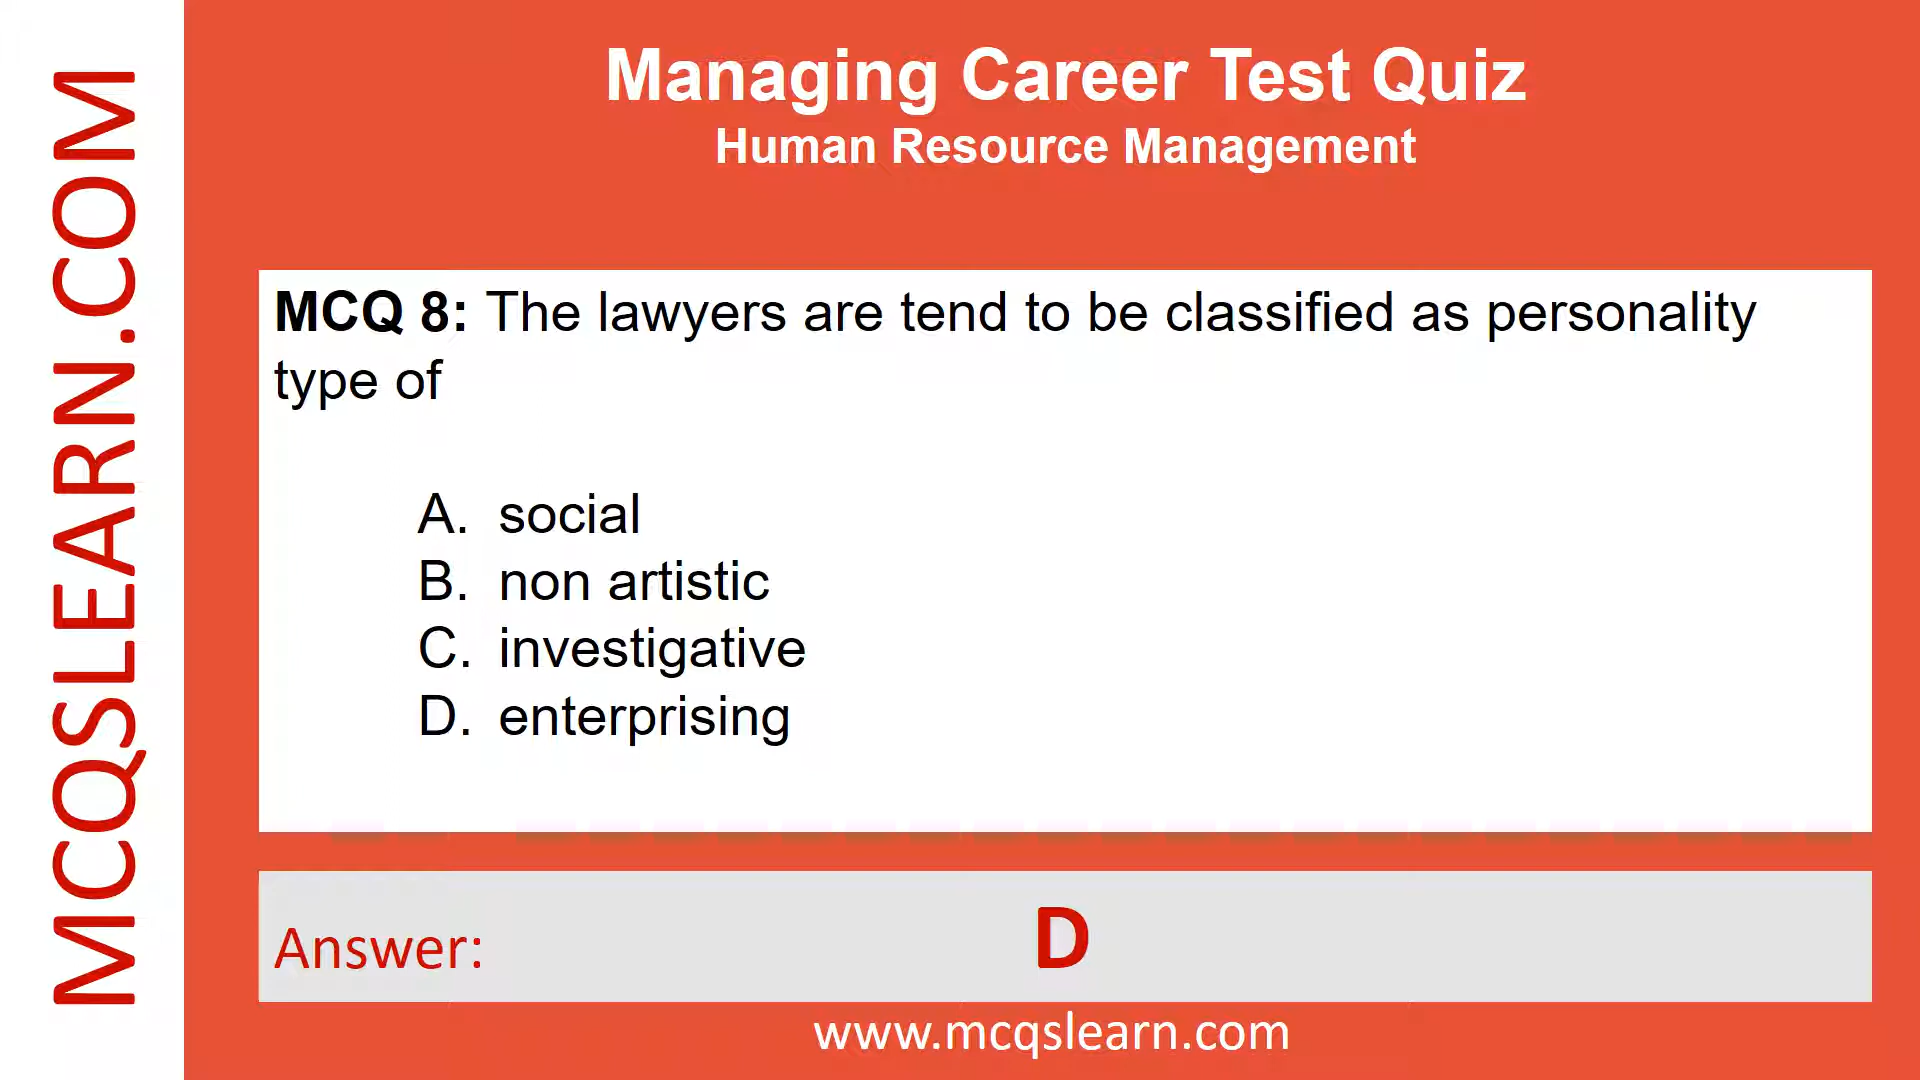 MCQSLEARN.COM
Managing Career Test Quiz
Human Resource Management
MCQ 8: The lawyers are tend to be classified as personality
type of
A. social
B. non artistic
C. investigative
D. enterprising
Answer: D
www.mcqslearn.com